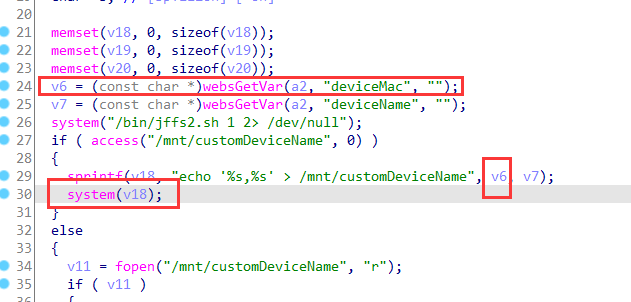 20
21 memset(v18, 0, sizeof(v18));
22 memset(v19, 0, sizeof(v19));
23 memset(v20, 0, sizeof(v20));
24 v6 = (const char *)websGetVar(a2, "deviceMac", "");
25 v7 = (const char *)websGetVar(a2, "deviceName", "");
26 system("/bin/jffs2.sh 1 2> /dev/null");
27 if ( access("/mnt/customDeviceName", 0) )
28 {
29 sprintf(v18, "echo '%s,%s' > /mnt/customDeviceName", v6, v7);
30 system(v18);
31 }
32 else
33 {
34 v11 = fopen("/mnt/customDeviceName", "r");
35 if ( v11 )